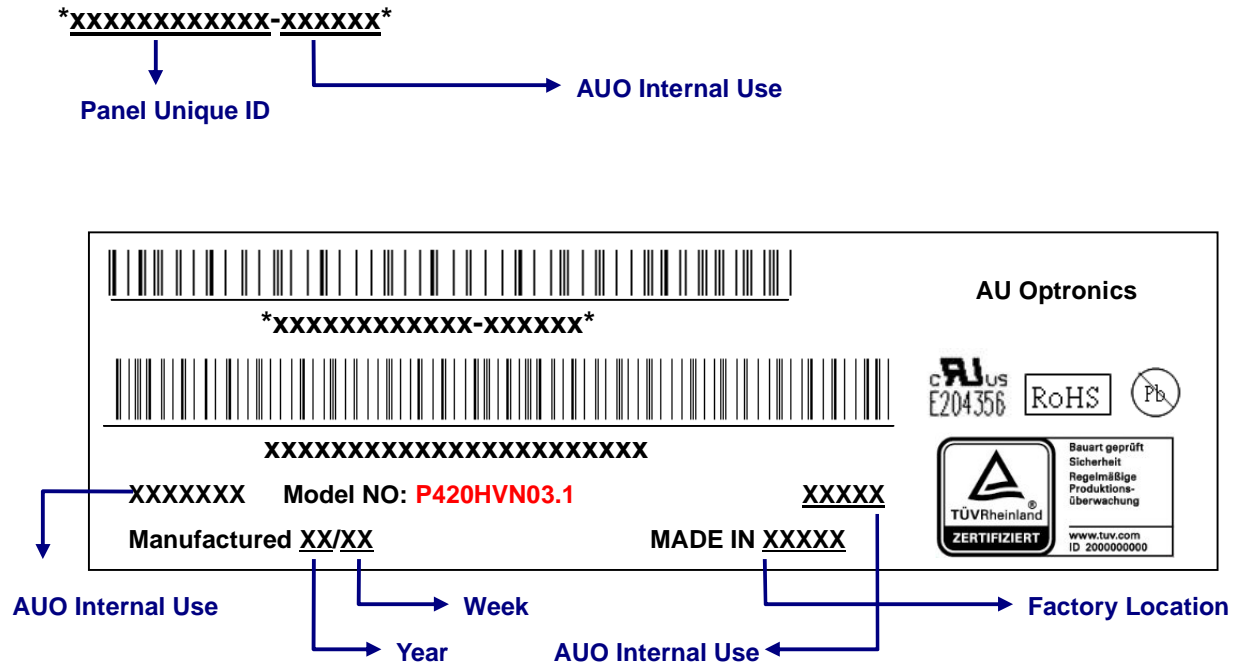 *xxxxxxxxxxxx-xxxxxx*
AUO Internal Use
Panel Unique ID
AU Optronics
*xxxxxxxxxxxx-xxxxxx*
c RU us
E204356
RoHS
Pb
xxxxxxxxxxxxxxxxxxxxxxx
Bauart geprüft
Sicherheit
Regelmäßige
Produktions-
überwachung
TÜVRheinland®
ZERTIFIZIERT
www.tuv.com
ID 2000000000
XXXXXXX Model NO: P420HVN03.1 XXXXX
Manufactured XX/XX MADE IN XXXXX
AUO Internal Use
Week
Factory Location
Year
AUO Internal Use